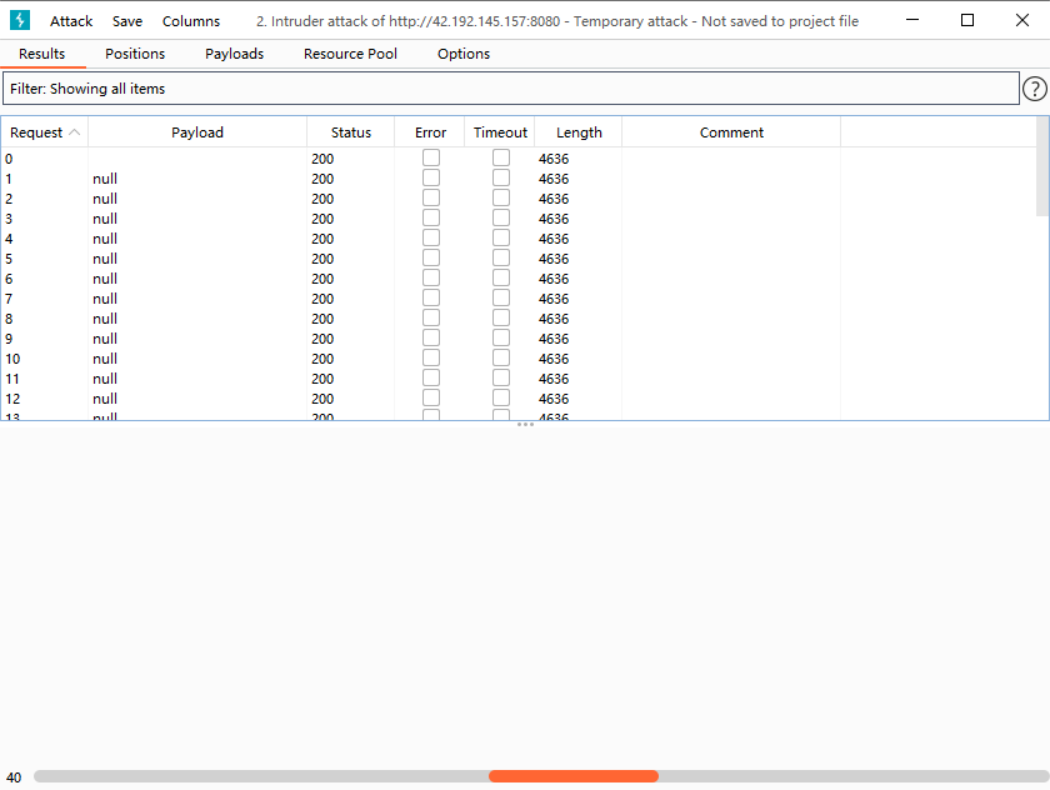 Attack Save Columns 2. Intruder attack of http://42.192.145.157:8080 - Temporary attack - Not saved to project file
Results Positions Payloads Resource Pool Options
Filter: Showing all items ?
Request Payload Status Error Timeout Length Comment
0 200 4636
1 null 200 4636
2 null 200 4636
3 null 200 4636
4 null 200 4636
5 null 200 4636
6 null 200 4636
7 null 200 4636
8 null 200 4636
9 null 200 4636
10 null 200 4636
11 null 200 4636
12 null 200 4636
13 null 200 4636
40